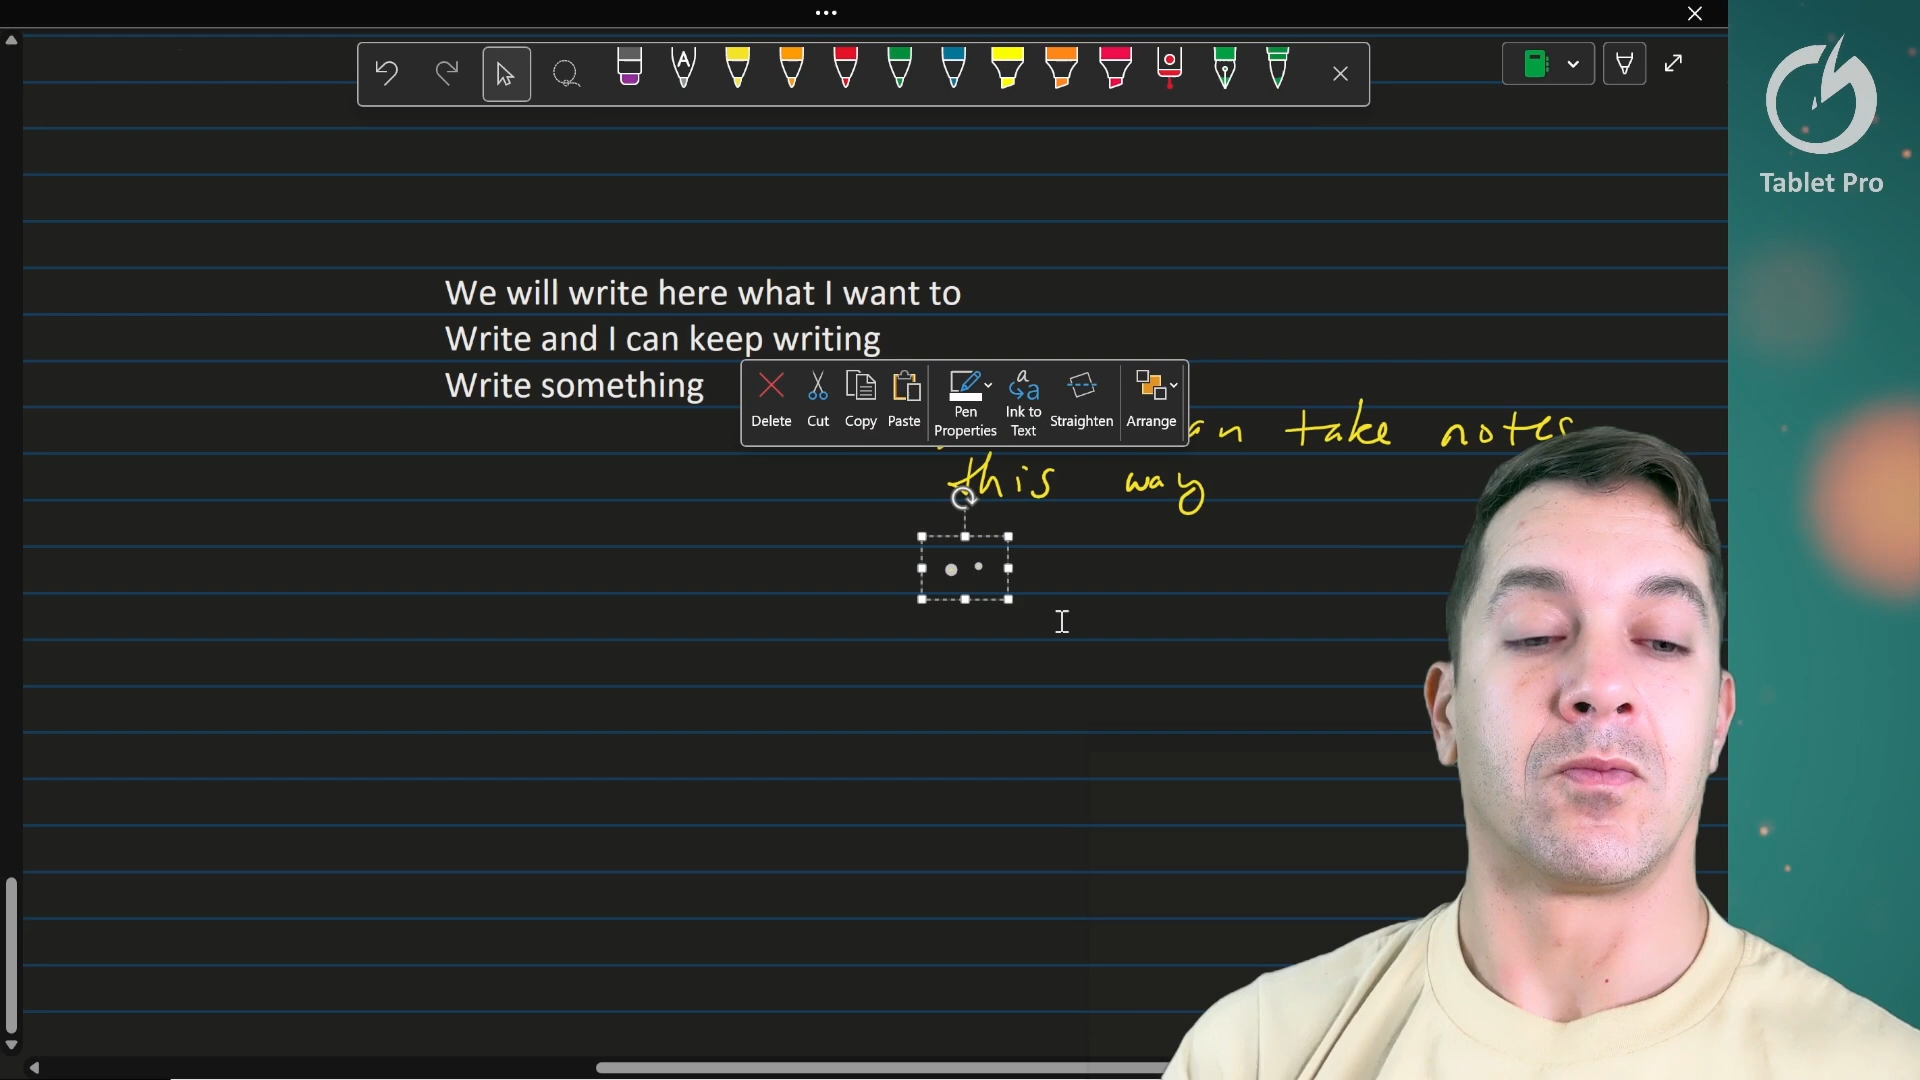 Tablet Pro
We will write here what I want to
Write and I can keep writing
Write something
Delete Cut Copy Paste Pen Properties Ink to Text Straighten Arrange
take notes
this way